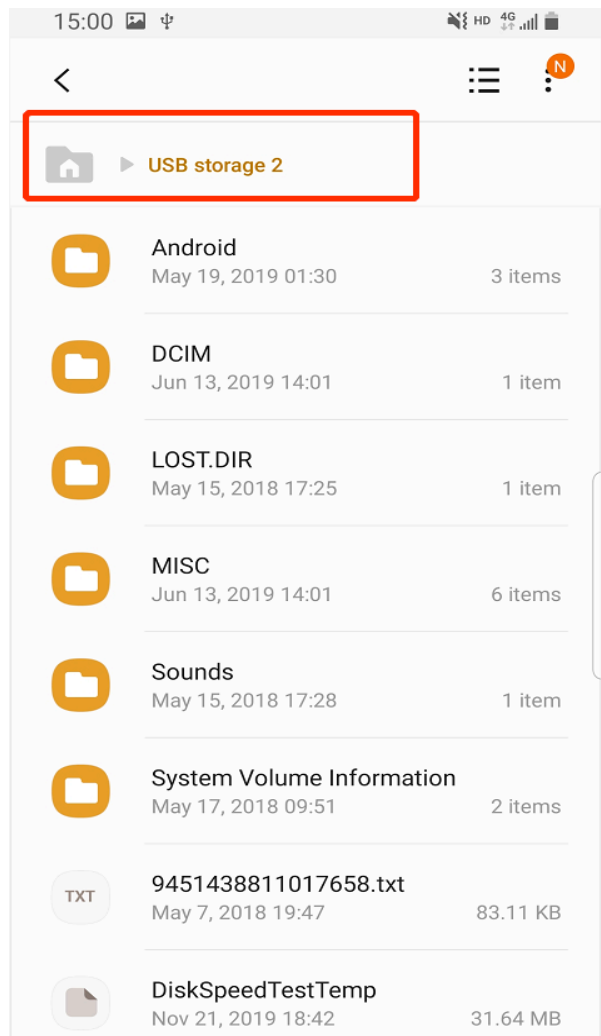 15:00 HD 4G
N
USB storage 2
Android
May 19, 2019 01:30 3 items
DCIM
Jun 13, 2019 14:01 1 item
LOST.DIR
May 15, 2018 17:25 1 item
MISC
Jun 13, 2019 14:01 6 items
Sounds
May 15, 2018 17:28 1 item
System Volume Information
May 17, 2018 09:51 2 items
TXT 9451438811017658.txt
May 7, 2018 19:47 83.11 KB
DiskSpeedTestTemp
Nov 21, 2019 18:42 31.64 MB